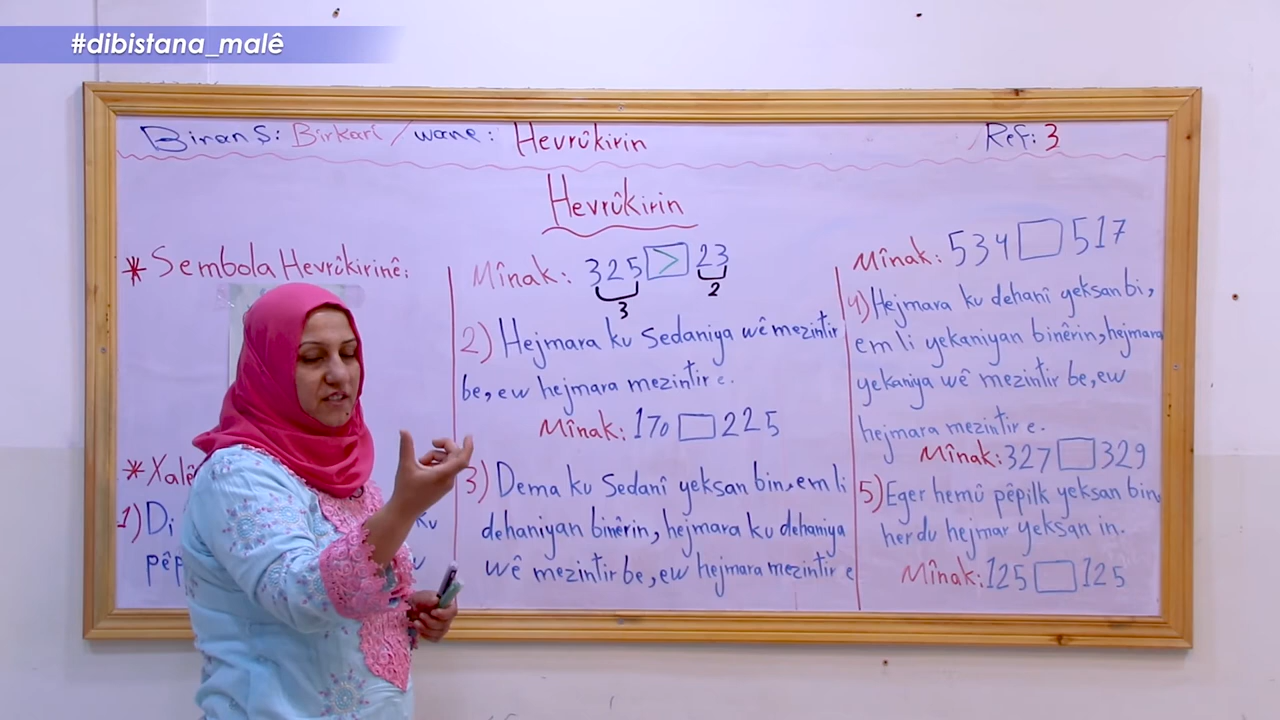 #dibistana_malê
Biranş: Birkarî / wane: Hevrûkirin Ref: 3
Hevrûkirin
* Sembola Hevrûkirinê:
* Xalê
1) Di
pêp
Mînak: 325 > 23
3 2
2) Hejmara ku Sedaniya wê mezintir
be, ew hejmara mezintir e.
Mînak: 170 □ 225
3) Dema ku Sedanî yeksan bin, em li
dehaniyan binêrin, hejmara ku dehaniya
wê mezintir be, ew hejmara mezintir e
Mînak: 534 □ 517
4) Hejmara ku dehanî yeksan bi,
em li yekaniyan binêrin, hejmara
yekaniya wê mezintir be, ew
hejmara mezintir e.
Mînak: 327 □ 329
5) Eger hemû pêpilk yeksan bin,
herdu hejmar yeksan in.
Mînak: 125 □ 125